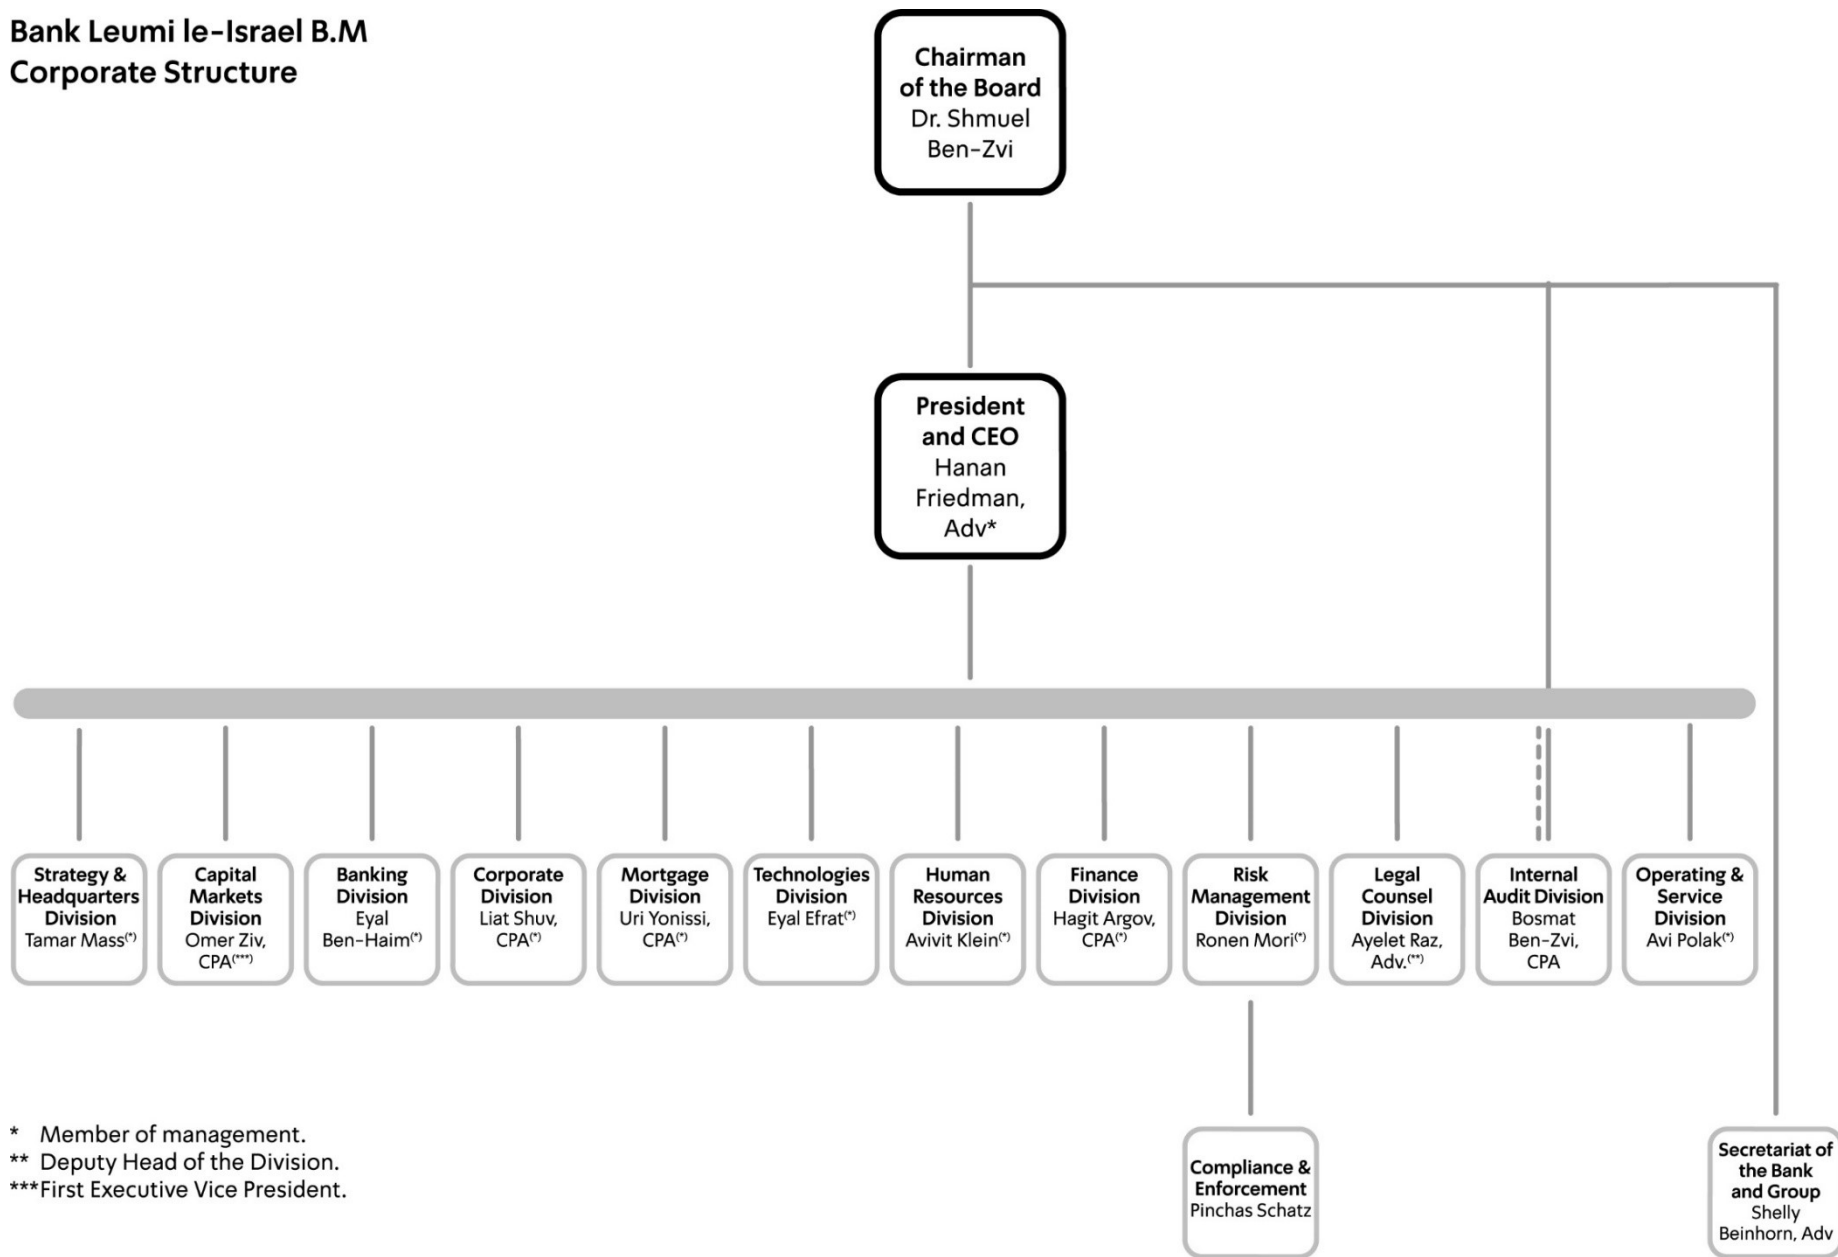 Bank Leumi le-Israel B.M
Corporate Structure
Chairman
of the Board
Dr. Shmuel
Ben-Zvi
President
and CEO
Hanan
Friedman,
Adv*
Strategy &
Headquarters
Division
Tamar Mass(*)
Capital
Markets
Division
Omer Ziv,
CPA(***)
Banking
Division
Eyal
Ben-Haim(*)
Corporate
Division
Liat Shuv,
CPA(*)
Mortgage
Division
Uri Yonissi,
CPA(*)
Technologies
Division
Eyal Efrat(*)
Human
Resources
Division
Avivit Klein(*)
Finance
Division
Hagit Argov,
CPA(*)
Risk
Management
Division
Ronen Mori(*)
Legal
Counsel
Division
Ayelet Raz,
Adv.(**)
Internal
Audit Division
Bosmat
Ben-Zvi,
CPA
Operating &
Service
Division
Avi Polak(*)
Compliance &
Enforcement
Pinchas Schatz
Secretariat of
the Bank
and Group
Shelly
Beinhorn, Adv
* Member of management.
** Deputy Head of the Division.
***First Executive Vice President.